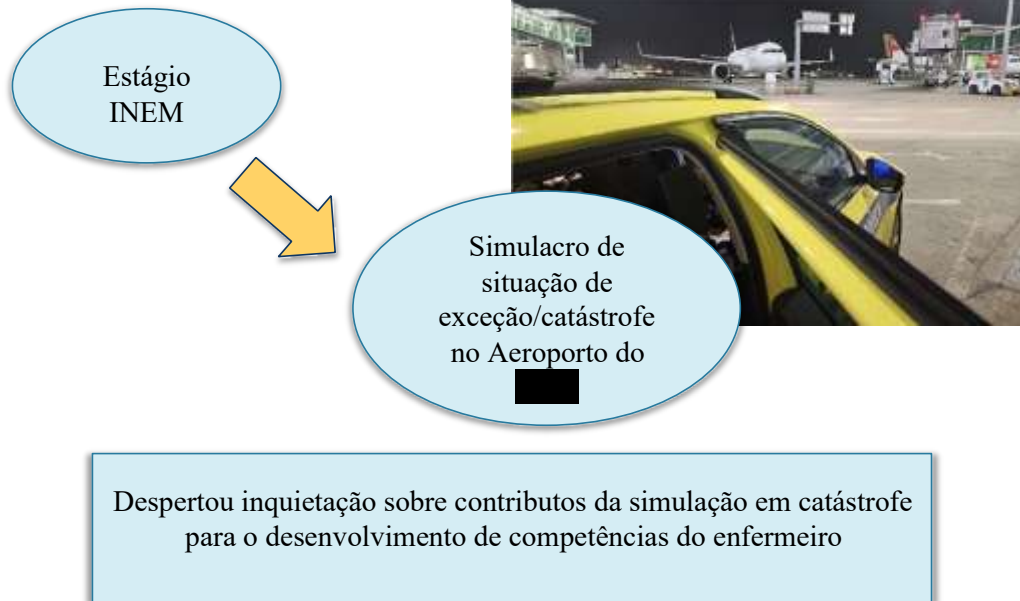 Estágio
INEM
Simulacro de
situação de
exceção/catástrofe
no Aeroporto do
Despertou inquietação sobre contributos da simulação em catástrofe
para o desenvolvimento de competências do enfermeiro